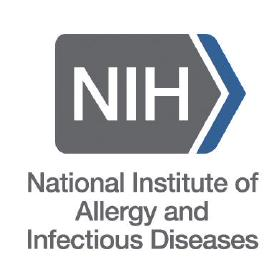 NIH
National Institute of
Allergy and
Infectious Diseases